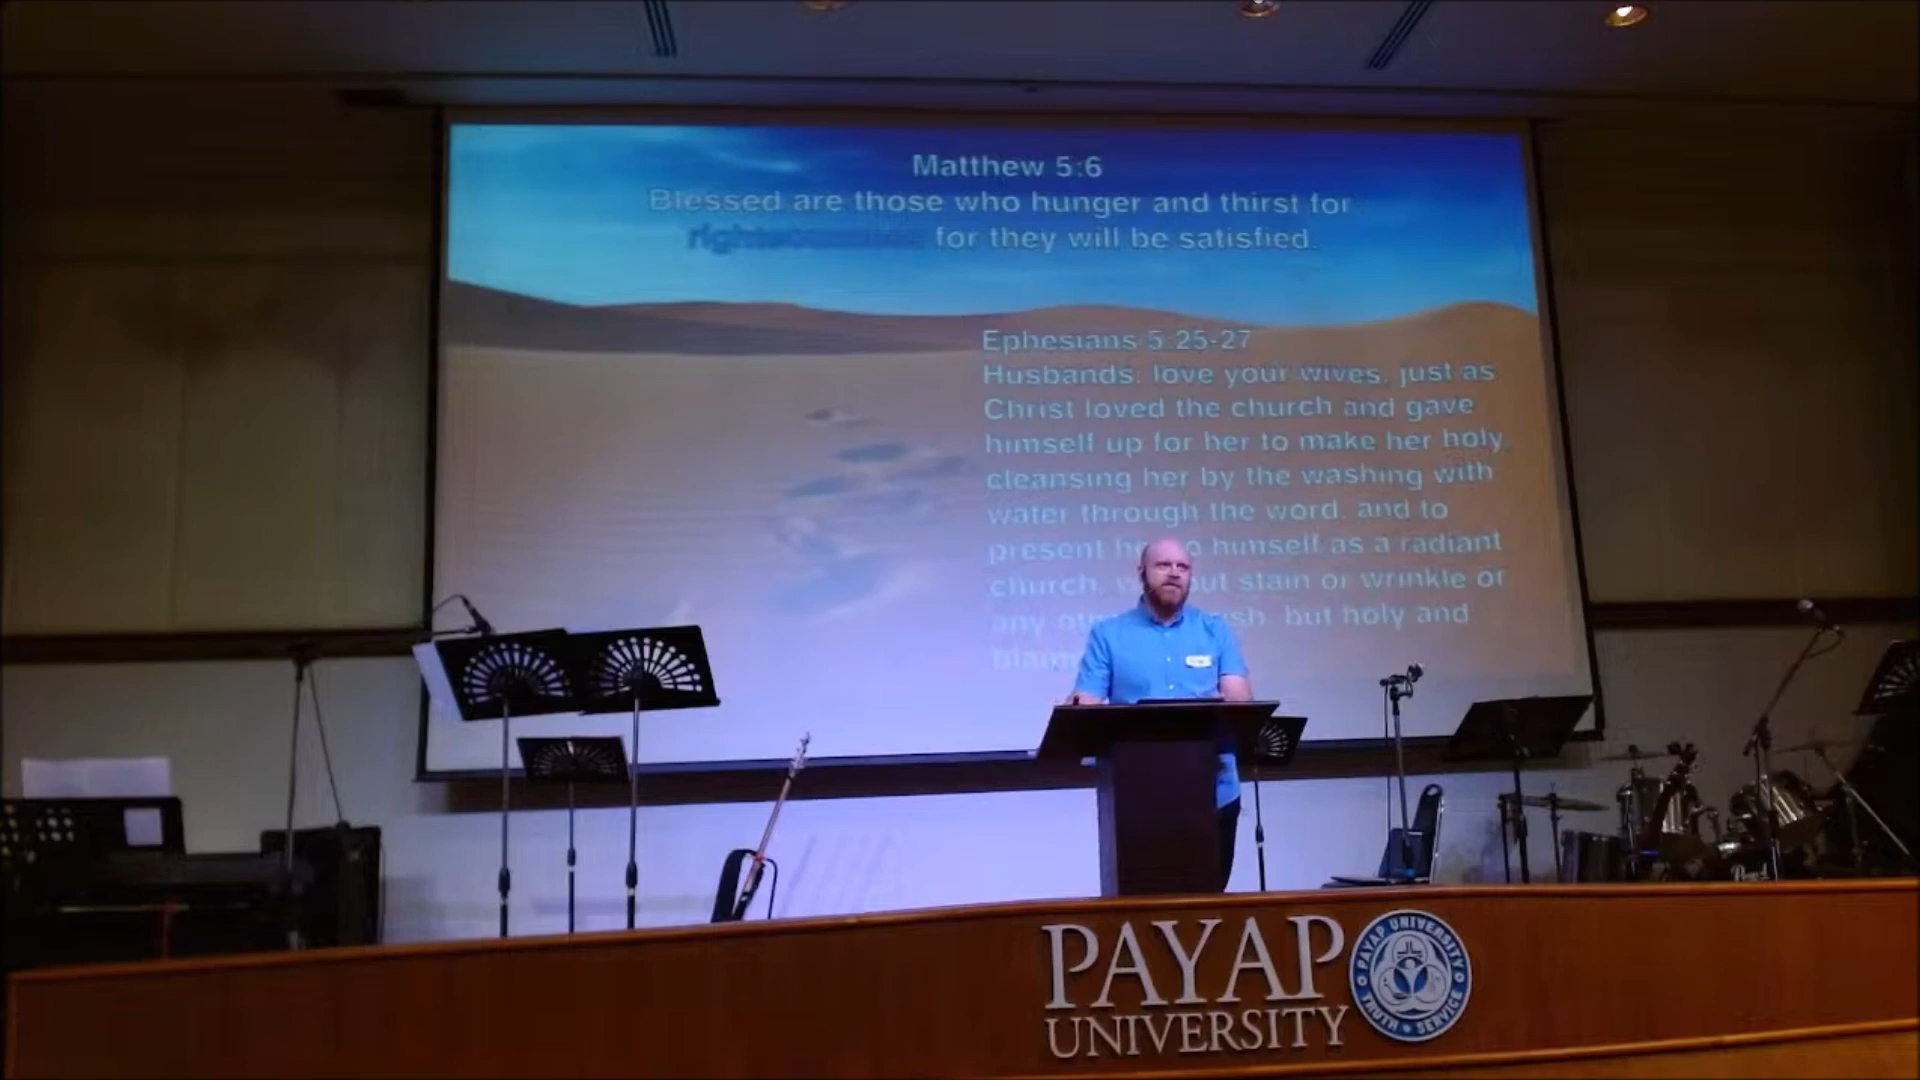 Matthew 5:6
Blessed are those who hunger and thirst for
for they will be satisfied.
Ephesians 5:25-27
Husbands, love your wives, just as
Christ loved the church and gave
himself up for her to make her holy,
cleansing her by the washing with
water through the word, and to
present himself as a radiant
church, stain or wrinkle or
any but holy and
PAYAP
UNIVERSITY
PAYAP UNIVERSITY
TRUTH SERVICE
Pearl